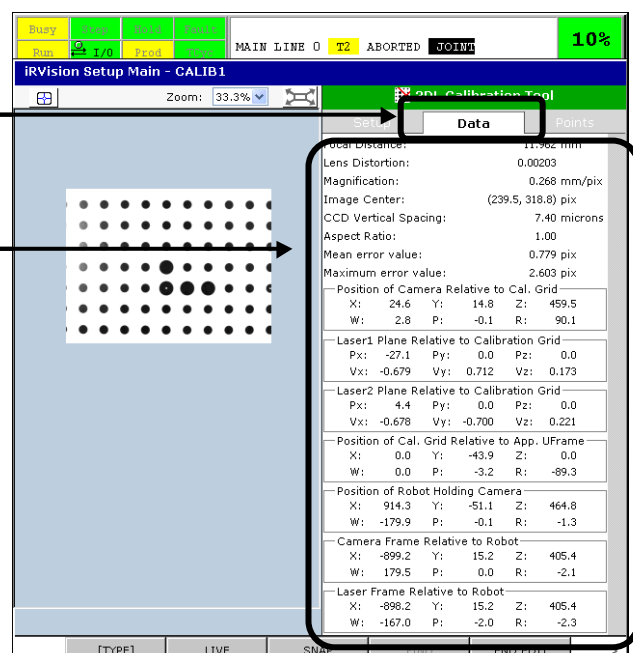 Busy Step Hold Fault
Run I/O Prod TCyc
MAIN LINE 0 T2 ABORTED JOINT
10%
iRVision Setup Main - CALIB1
Zoom: 33.3%
2DL Calibration Tool
Setup Data Points
Focal Distance: 11.962 mm
Lens Distortion: 0.00203
Magnification: 0.268 mm/pix
Image Center: (239.5, 318.8) pix
CCD Vertical Spacing: 7.40 microns
Aspect Ratio: 1.00
Mean error value: 0.779 pix
Maximum error value: 2.603 pix
Position of Camera Relative to Cal. Grid
X: 24.6 Y: 14.8 Z: 459.5
W: 2.8 P: -0.1 R: 90.1
Laser1 Plane Relative to Calibration Grid
Px: -27.1 Py: 0.0 Pz: 0.0
Vx: -0.679 Vy: 0.712 Vz: 0.173
Laser2 Plane Relative to Calibration Grid
Px: 4.4 Py: 0.0 Pz: 0.0
Vx: -0.678 Vy: -0.700 Vz: 0.221
Position of Cal. Grid Relative to App. UFrame
X: 0.0 Y: -43.9 Z: 0.0
W: 0.0 P: -3.2 R: -89.3
Position of Robot Holding Camera
X: 914.3 Y: -51.1 Z: 464.8
W: -179.9 P: -0.1 R: -1.3
Camera Frame Relative to Robot
X: -899.2 Y: 15.2 Z: 405.4
W: 179.5 P: 0.0 R: -2.1
Laser Frame Relative to Robot
X: -898.2 Y: 15.2 Z: 405.4
W: -167.0 P: -2.0 R: -2.3
[TYPE] LIVE SNAP END EDIT >